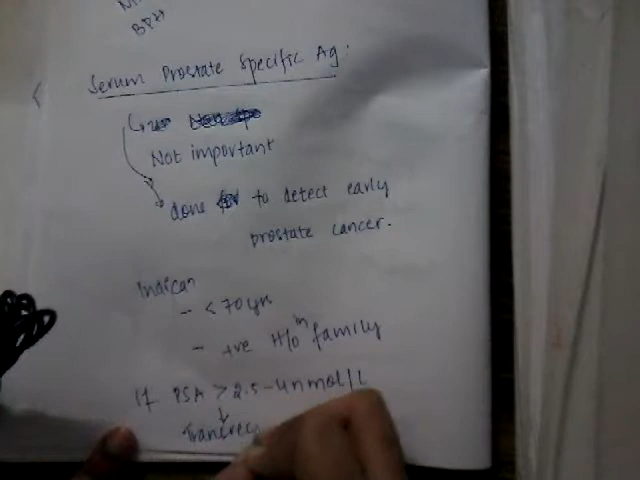 BPH
Serum Prostate Specific Ag :
Not important
done to detect early
prostate cancer.
- < 70 yrs
- +ve H/o in family
If PSA > 2.5 - 4 nmol/L